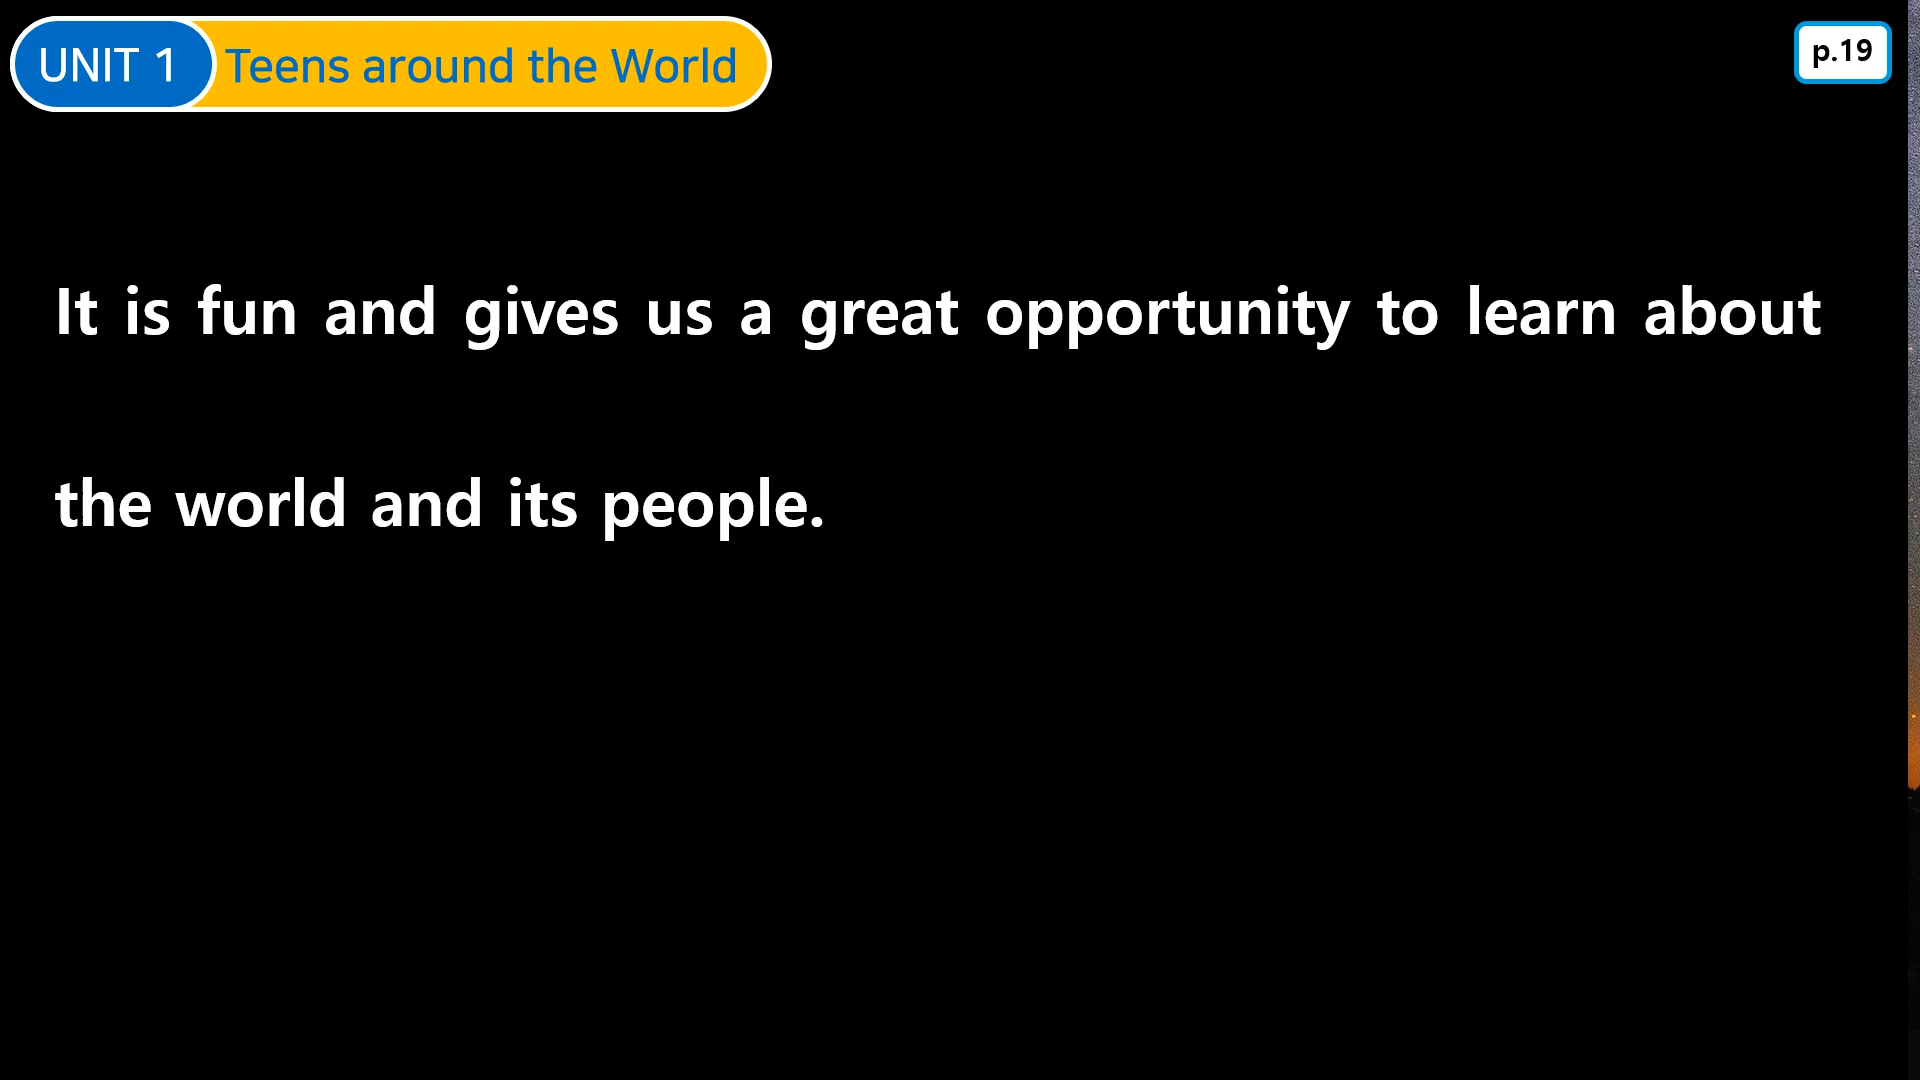 UNIT 1 Teens around the World
p.19
It is fun and gives us a great opportunity to learn about
the world and its people.